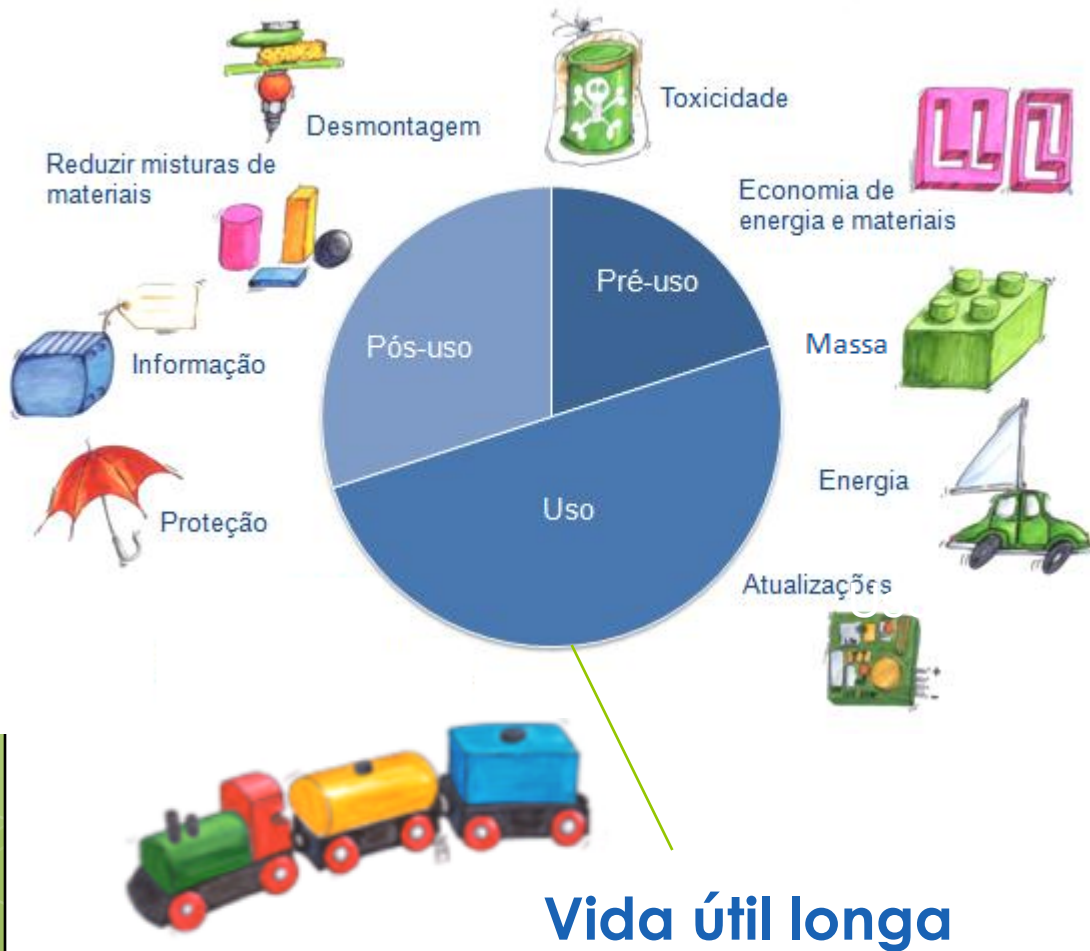 Toxicidade
Desmontagem
Reduzir misturas de
materiais
Economia de
energia e materiais
Pré-uso
Pós-uso
Massa
Informação
Energia
Uso
Proteção
Atualizações
Vida útil longa